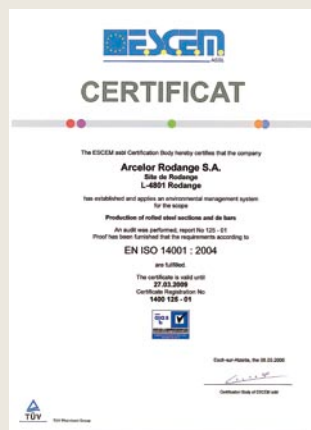 ESCEM
ASBL
CERTIFICAT
The ESCEM asbl Certification Body hereby certifies that the company
Arcelor Rodange S.A.
Site de Rodange
L-4801 Rodange
has established and applies an environmental management system
for the scope
Production of rolled steel sections and de bars
An audit was performed, report No 125 - 01
Proof has been furnished that the requirements according to
EN ISO 14001 : 2004
are fulfilled.
The certificate is valid until
27.03.2009
Certificate Registration No
1400 125 - 01
Certification Body of ESCEM asbl
TÜV